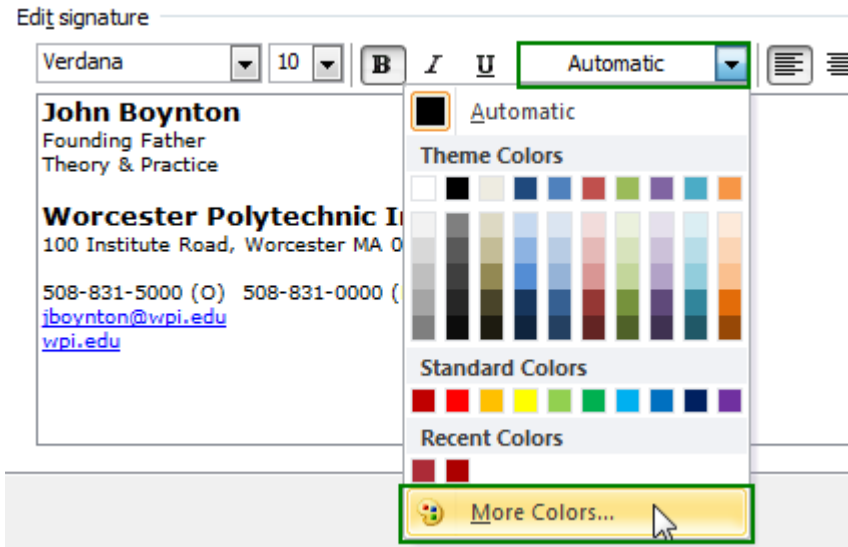 Edit signature
Verdana 10 B I U Automatic
Automatic
Theme Colors
Standard Colors
Recent Colors
More Colors...
John Boynton
Founding Father
Theory & Practice
Worcester Polytechnic
100 Institute Road, Worcester MA
508-831-5000 (O) 508-831-0000 (
jboynton@wpi.edu
wpi.edu